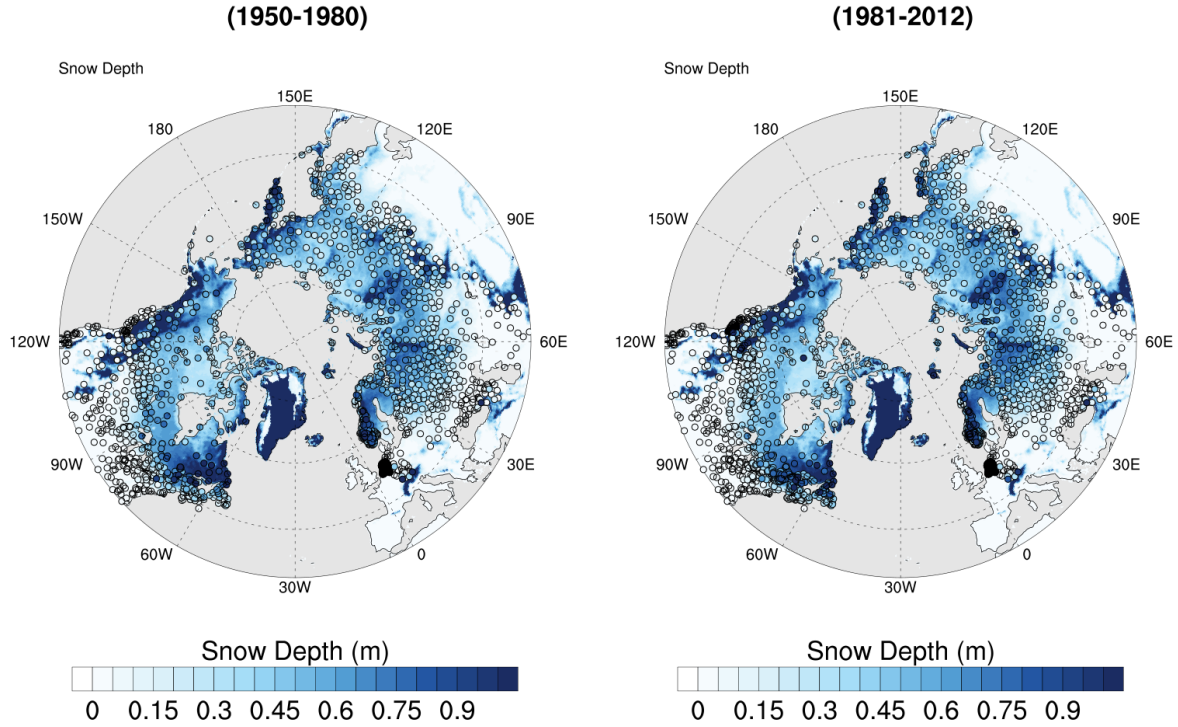 (1950-1980)
Snow Depth
150E
180
120E
150W
90E
120W
60E
90W
30E
60W
0
30W
Snow Depth (m)
0 0.15 0.3 0.45 0.6 0.75 0.9
(1981-2012)
Snow Depth
150E
180
120E
150W
90E
120W
60E
90W
30E
60W
0
30W
Snow Depth (m)
0 0.15 0.3 0.45 0.6 0.75 0.9